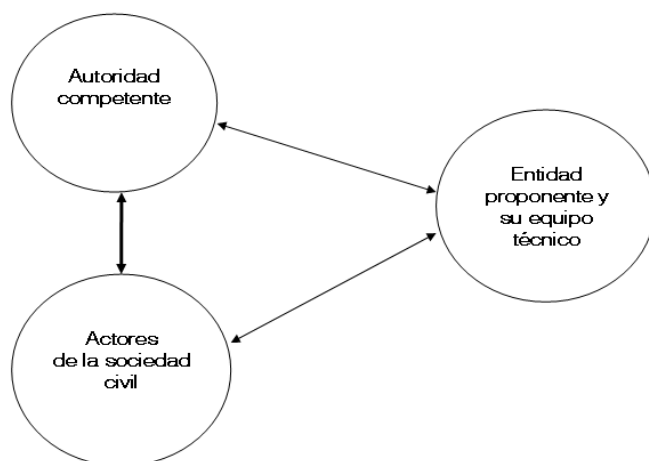 Autoridad
competente
Entidad
proponente y
su equipo
técnico
Actores
de la sociedad
civil